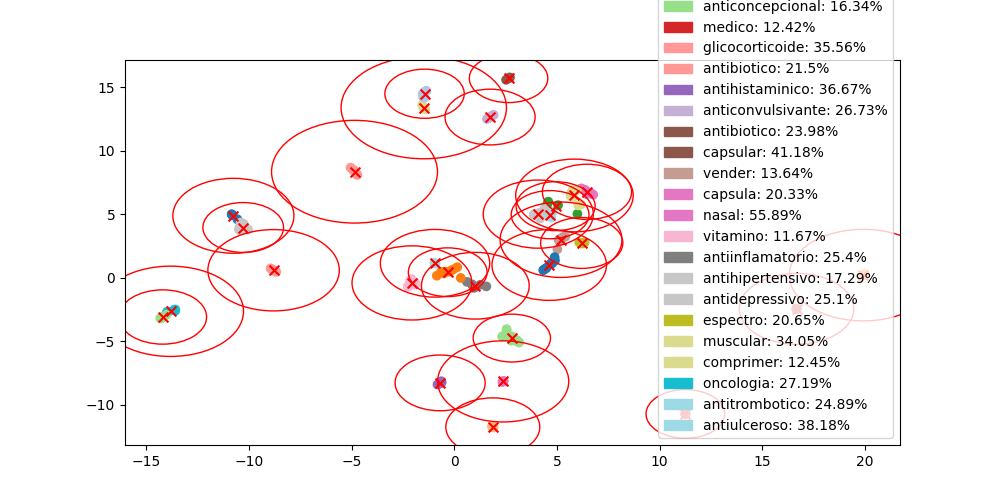 anticoncepcional: 16.34%
medico: 12.42%
glicocorticoide: 35.56%
antibiotico: 21.5%
antihistaminico: 36.67%
anticonvulsivante: 26.73%
antibiotico: 23.98%
capsular: 41.18%
vender: 13.64%
capsula: 20.33%
nasal: 55.89%
vitamino: 11.67%
antiinflamatorio: 25.4%
antihipertensivo: 17.29%
antidepressivo: 25.1%
espectro: 20.65%
muscular: 34.05%
comprimer: 12.45%
oncologia: 27.19%
antitrombotico: 24.89%
antiulceroso: 38.18%
15
10
5
0
−5
−10
−15 −10 −5 0 5 10 15 20